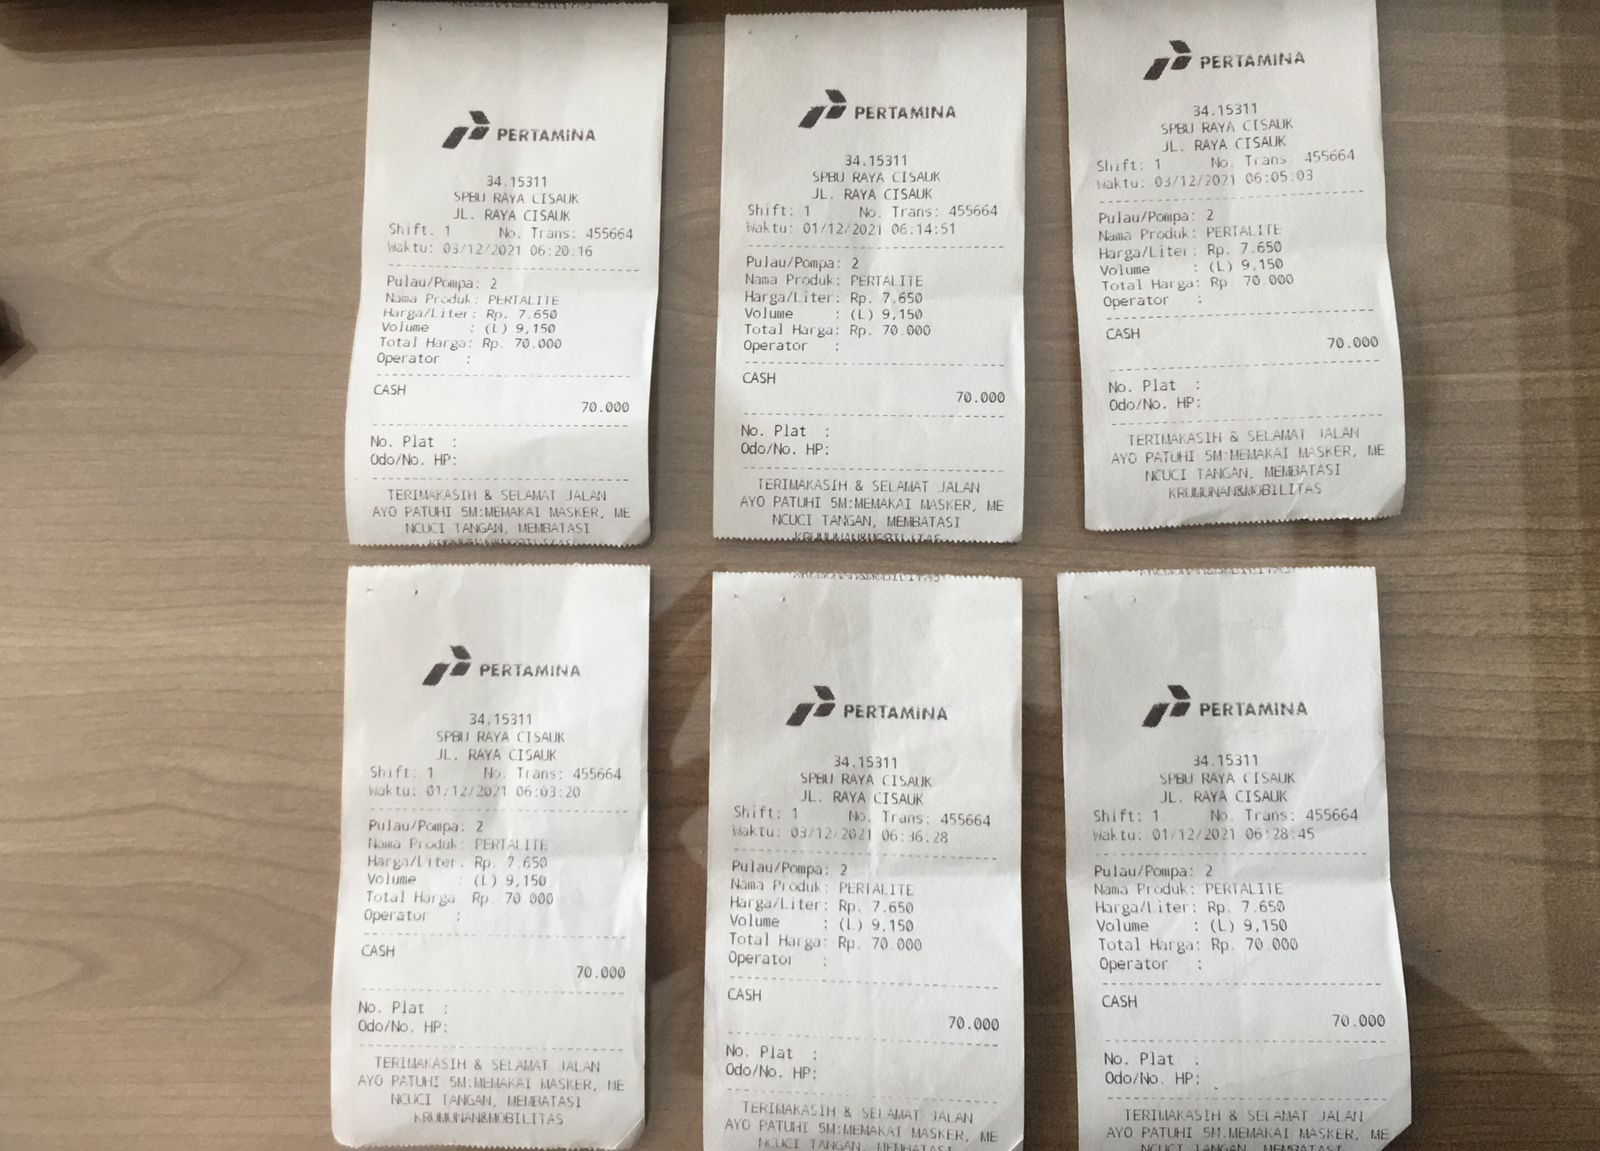 PERTAMINA
34.15311
SPBU RAYA CISAUK
JL. RAYA CISAUK
Shift. 1 No. Trans: 455664
Waktu: 03/12/2021 06:20:16
Pulau/Pompa: 2
Nama Produk: PERTALITE
Harga/Liter: Rp. 7.650
Volume : (L) 9,150
Total Harga: Rp. 70.000
Operator :
CASH
70.000
No. Plat :
Odo/No. HP:
TERIMAKASIH & SELAMAT JALAN
AYO PATUHI 5M:MEMAKAI MASKER, ME
NCUCI TANGAN, MEMBATASI
KRUMUNAN&MOBILITAS
PERTAMINA
34.15311
SPBU RAYA CISAUK
JL. RAYA CISAUK
Shift: 1 No. Trans: 455664
Waktu: 01/12/2021 06:14:51
Pulau/Pompa: 2
Nama Produk: PERTALITE
Harga/Liter: Rp. 7.650
Volume : (L) 9,150
Total Harga: Rp. 70.000
Operator :
CASH
70.000
No. Plat :
Odo/No. HP:
TERIMAKASIH & SELAMAT JALAN
AYO PATUHI 5M:MEMAKAI MASKER, ME
NCUCI TANGAN, MEMBATASI
KRUMUNAN&MOBILITAS
PERTAMINA
34.15311
SPBU RAYA CISAUK
JL. RAYA CISAUK
Shift: 1 No. Trans: 455664
Waktu: 03/12/2021 06:05:03
Pulau/Pompa: 2
Nama Produk: PERTALITE
Harga/Liter: Rp. 7.650
Volume : (L) 9,150
Total Harga: Rp 70.000
Operator :
CASH
70.000
No. Plat :
Odo/No. HP:
TERIMAKASIH & SELAMAT JALAN
AYO PATUHI 5M:MEMAKAI MASKER, ME
NCUCI TANGAN, MEMBATASI
KRUMUNAN&MOBILITAS
PERTAMINA
34.15311
SPBU RAYA CISAUK
JL. RAYA CISAUK
Shift: 1 No. Trans: 455664
Waktu: 01/12/2021 06:03:20
Pulau/Pompa: 2
Nama Produk: PERTALITE
Harga/Liter. Rp. 7.650
Volume : (L) 9,150
Total Harga Rp. 70 000
Operator :
CASH
70.000
No. Plat :
Odo/No. HP:
TERIMAKASIH & SELAMAT JALAN
AYO PATUHI 5M:MEMAKAI MASKER, ME
NCUCI TANGAN, MEMBATASI
KRUMUNAN&MOBILITAS
KRUMUNAN&MOBILITAS
PERTAMINA
34.15311
SPBU RAYA CISAUK
JL. RAYA CISAUK
Shift: 1 No. Trans: 455664
Waktu: 03/12/2021 06:36.28
Pulau/Pompa: 2
Nama Produk: PERTALITE
Harga/Liter: Rp. 7.650
Volume : (L) 9,150
Total Harga: Rp. 70.000
Operator :
CASH
70.000
No. Plat :
Odo/No. HP:
TERIMAKASIH & SELAMAT JALAN
AYO PATUHI 5M:MEMAKAI MASKER, ME
NCUCI TANGAN, MEMBATASI
KRUMUNAN&MOBILITAS
PERTAMINA
34.15311
SPBU RAYA CISAUK
JL. RAYA CISAUK
Shift: 1 No. Trans: 455664
Waktu: 01/12/2021 06:28:45
Pulau/Pompa: 2
Nama Produk: PERTALITE
Harga/Liter: Rp. 7.650
Volume : (L) 9,150
Total Harga: Rp. 70.000
Operator :
CASH
70.000
No. Plat :
Odo/No. HP:
TERIMAKASIH & SELAMAT JALAN
AYO PATUHI 5M.MEMAKAI MASKER, ME
NCUCI TANGAN, MEMBATASI